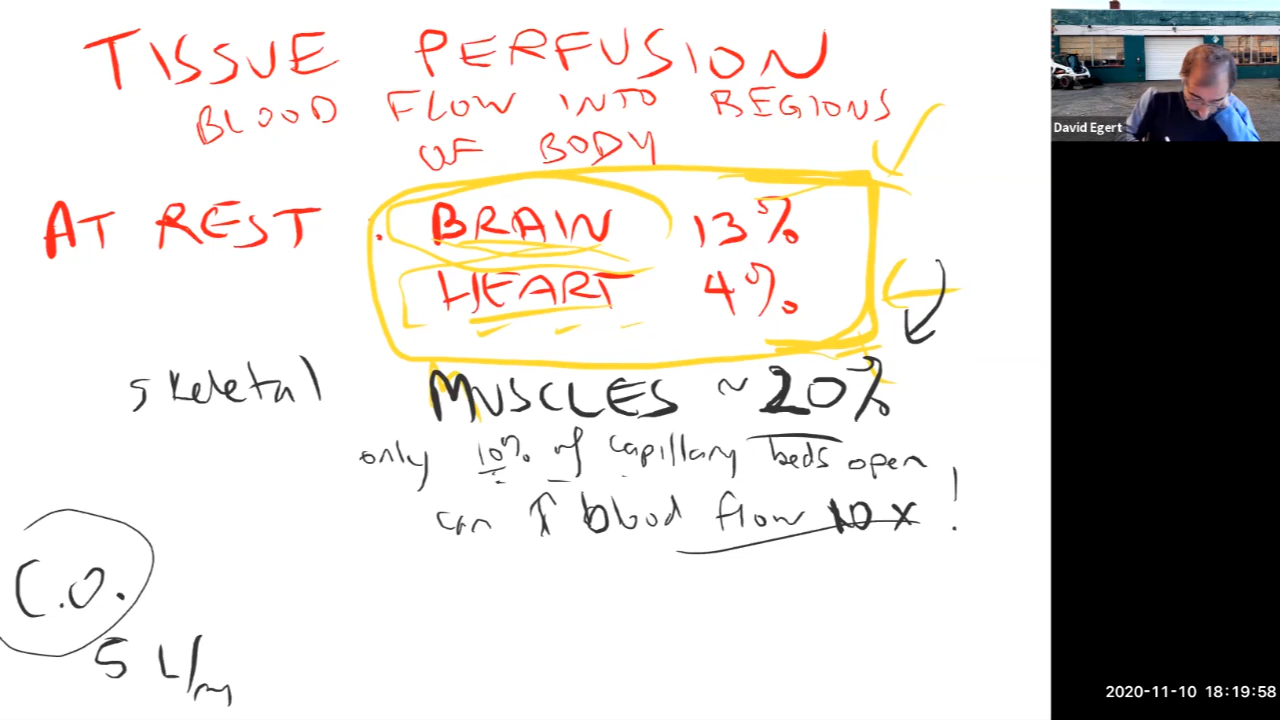 TISSUE PERFUSION
BLOOD FLOW INTO REGIONS
OF BODY
AT REST . BRAIN 13%
HEART 4%
skeletal MUSCLES ~ 20%
only 10% of capillary beds open
can ↑ blood flow 10 x !
C.O.
5 L/m
David Egert
2020-11-10 18:19:58